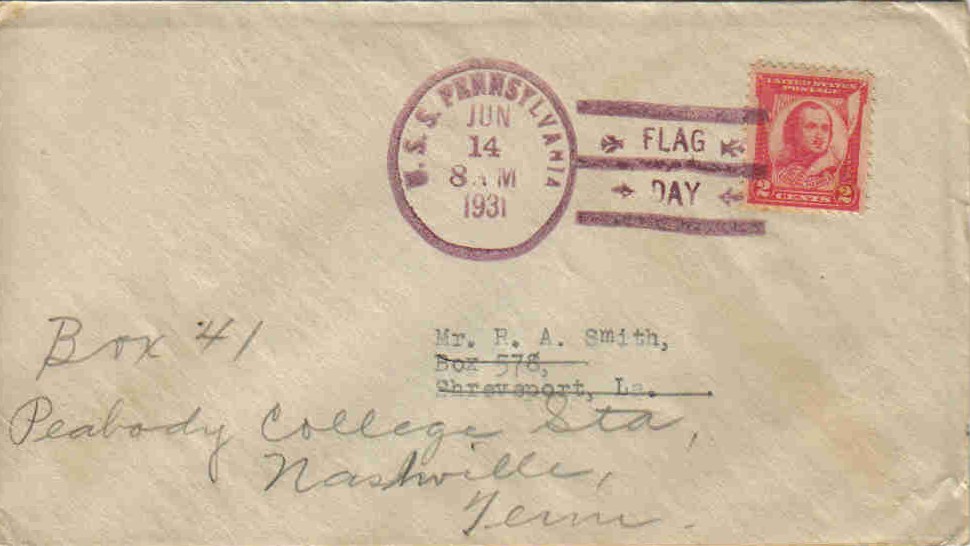 U. S. S. PENNSYLVANIA
JUN
14
8 AM
1931
FLAG
DAY
UNITED STATES
POSTAGE
2 CENTS 2
Mr. R. A. Smith,
Box 578,
Shreveport, La.
Box 41
Peabody College Sta,
Nashville,
Tenn.